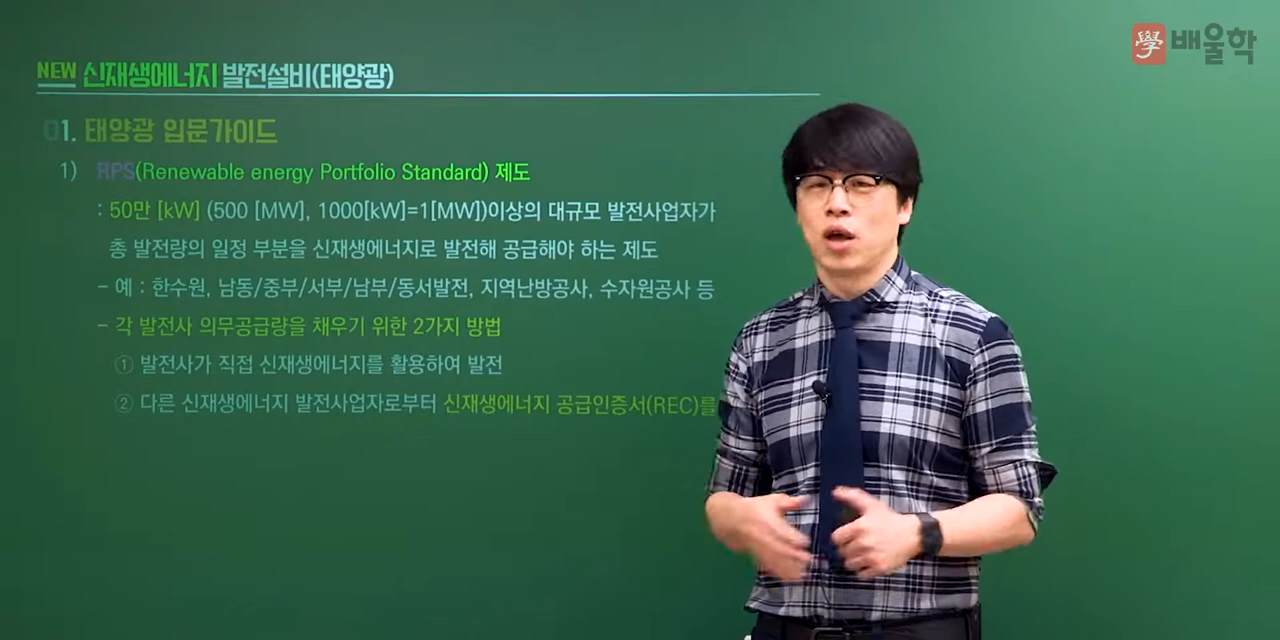 學 배울학
NEW 신재생에너지 발전설비(태양광)
01. 태양광 입문가이드
1) RPS(Renewable energy Portfolio Standard) 제도
: 50만 [kW] (500 [MW], 1000[kW]=1[MW])이상의 대규모 발전사업자가
총 발전량의 일정 부분을 신재생에너지로 발전해 공급해야 하는 제도
- 예 : 한수원, 남동/중부/서부/남부/동서발전, 지역난방공사, 수자원공사 등
- 각 발전사 의무공급량을 채우기 위한 2가지 방법
① 발전사가 직접 신재생에너지를 활용하여 발전
② 다른 신재생에너지 발전사업자로부터 신재생에너지 공급인증서(REC)를